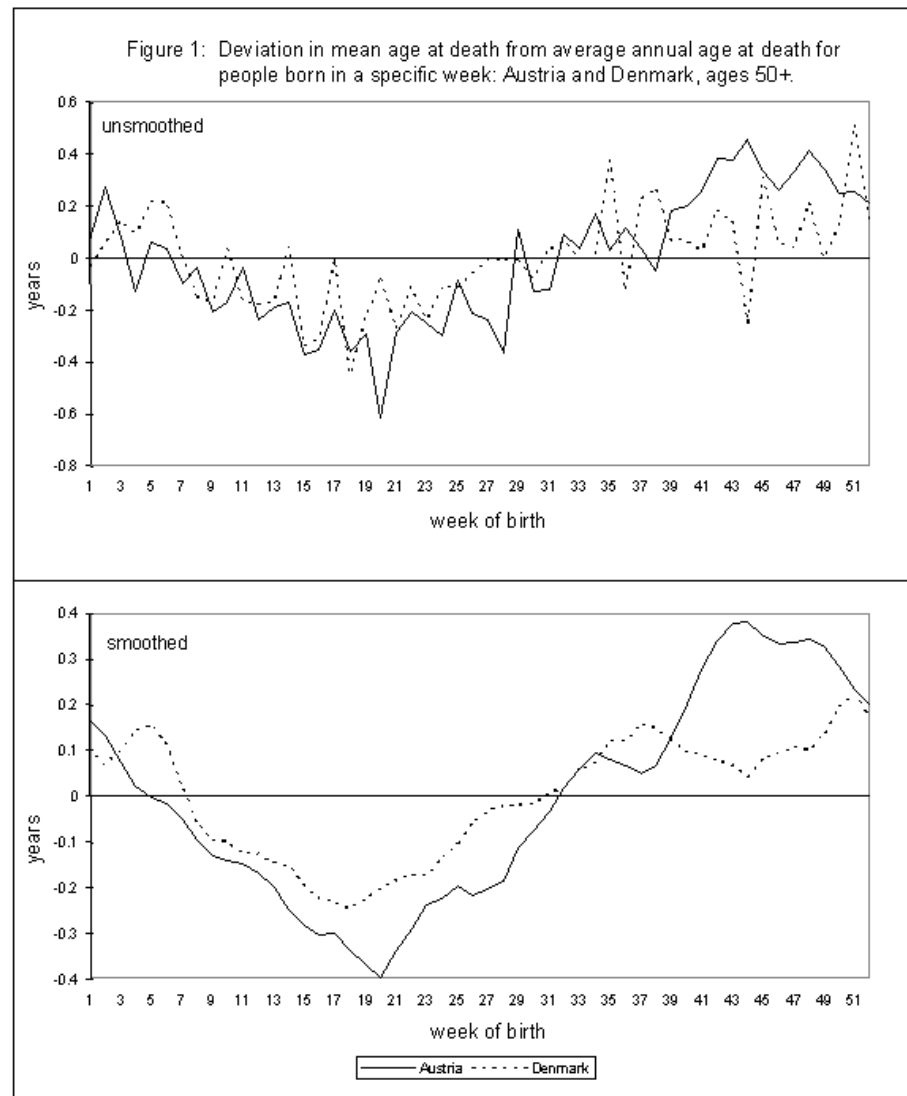 Figure 1: Deviation in mean age at death from average annual age at death for
people born in a specific week: Austria and Denmark, ages 50+.
unsmoothed
0.6
0.4
0.2
0
-0.2
-0.4
-0.6
-0.8
years
1 3 5 7 9 11 13 15 17 19 21 23 25 27 29 31 33 35 37 39 41 43 45 47 49 51
week of birth
smoothed
0.4
0.3
0.2
0.1
0
-0.1
-0.2
-0.3
-0.4
years
1 3 5 7 9 11 13 15 17 19 21 23 25 27 29 31 33 35 37 39 41 43 45 47 49 51
week of birth
Austria Denmark